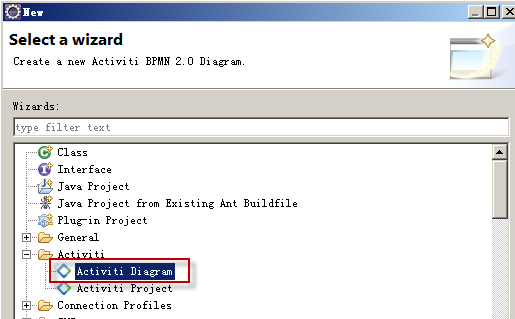 New
Select a wizard
Create a new Activiti BPMN 2.0 Diagram.
Wizards:
type filter text
Class
Interface
Java Project
Java Project from Existing Ant Buildfile
Plug-in Project
General
Activiti
Activiti Diagram
Activiti Project
Connection Profiles